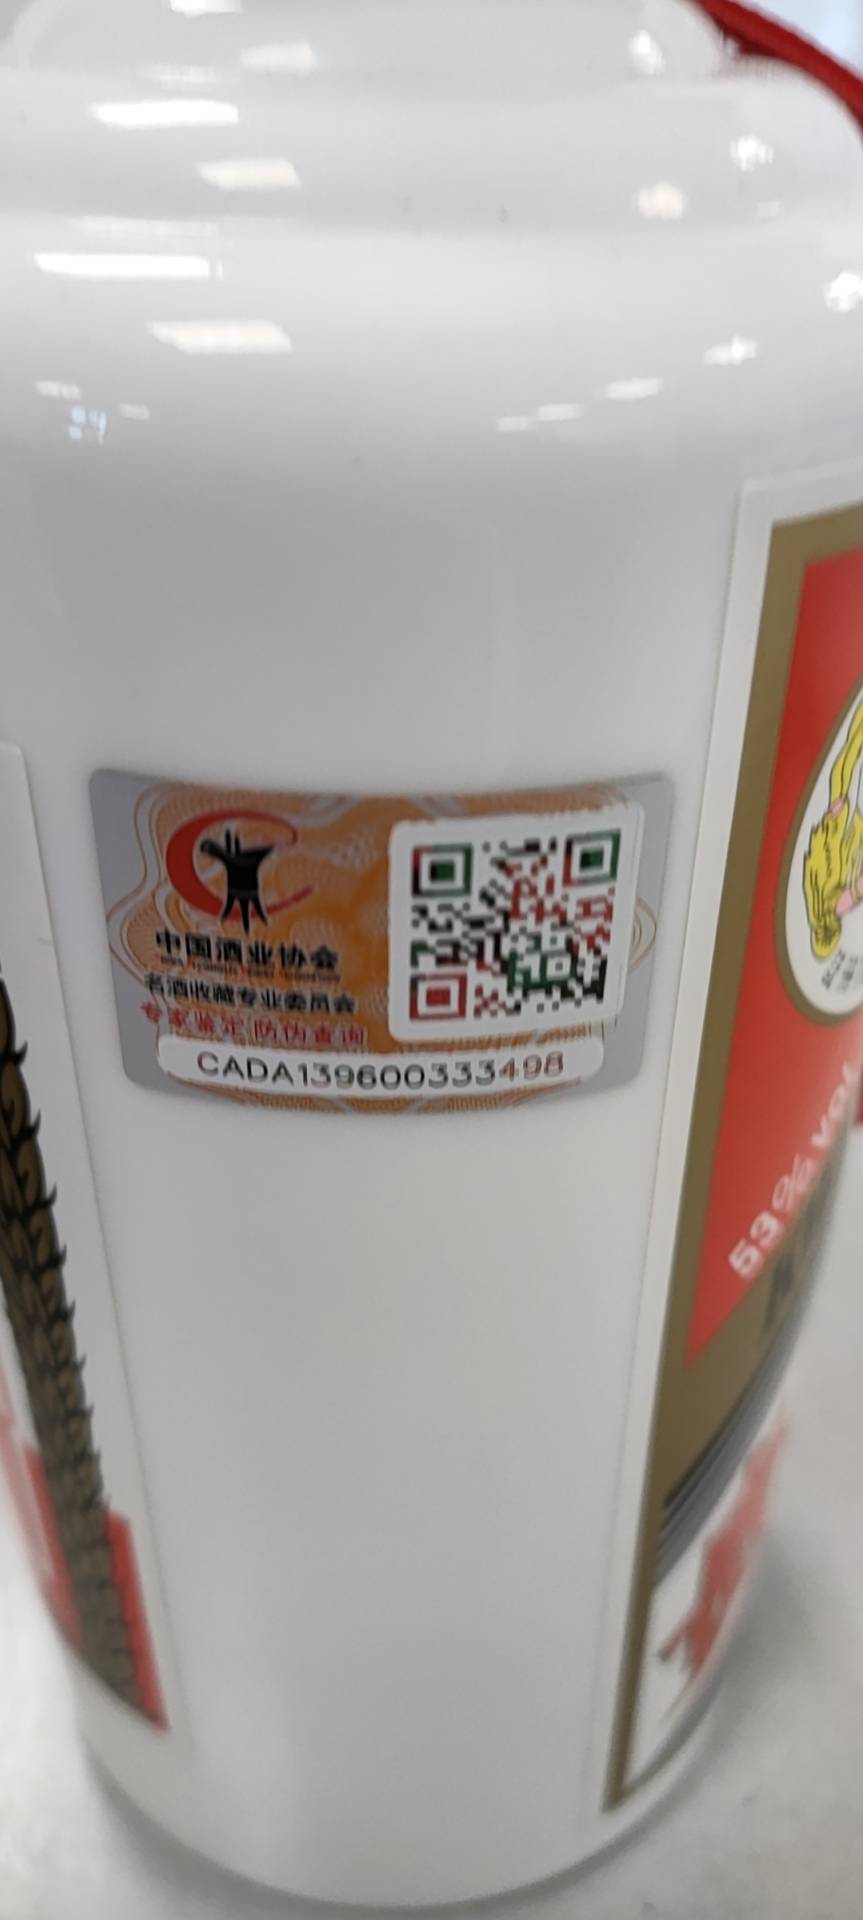 中国酒业协会
名酒收藏专业委员会
专家鉴定 防伪查询
CADA139600333498
53% vol